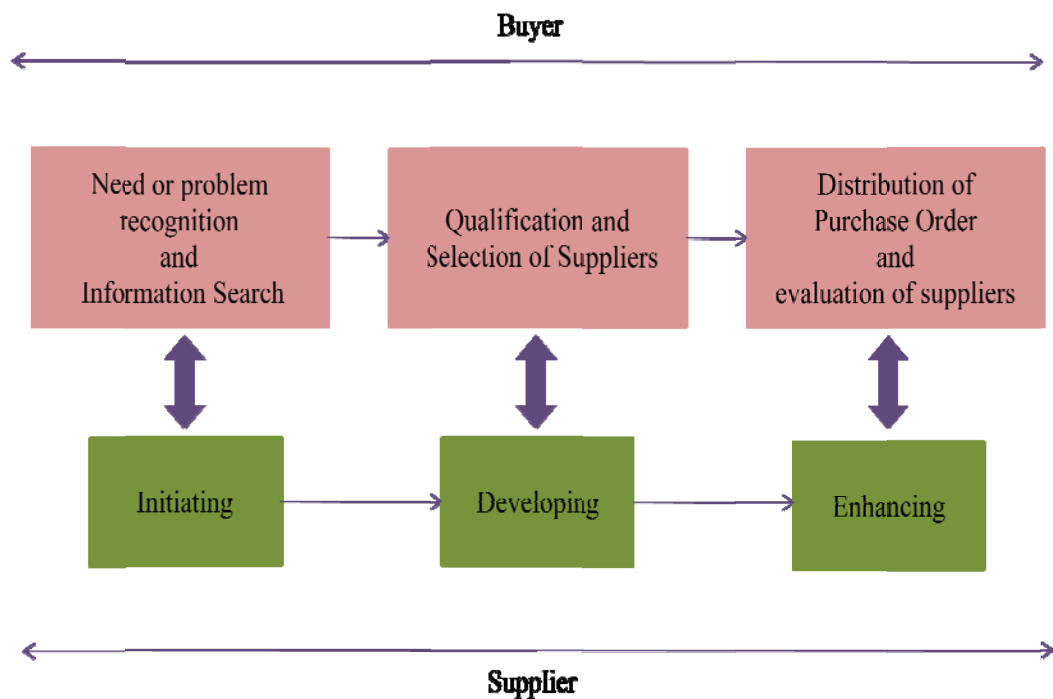 Buyer
Need or problem
recognition
and
Information Search
Qualification and
Selection of Suppliers
Distribution of
Purchase Order
and
evaluation of suppliers
Initiating
Developing
Enhancing
Supplier